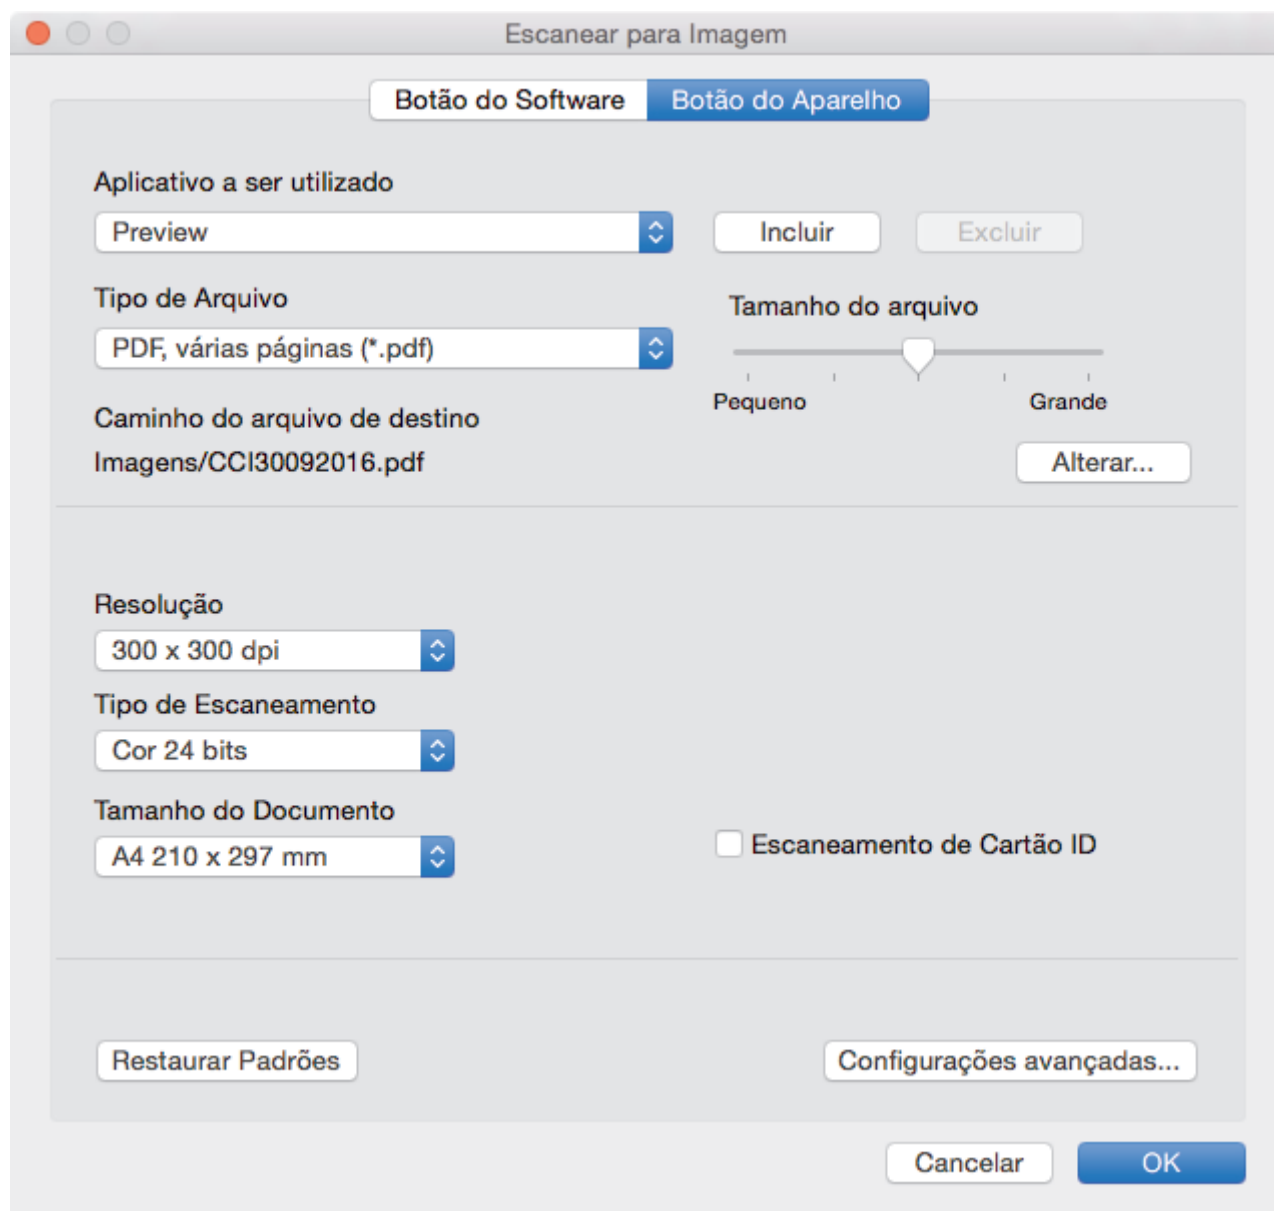 Escanear para Imagem
Botão do Software
Botão do Aparelho
Aplicativo a ser utilizado
Preview
Incluir
Excluir
Tipo de Arquivo
PDF, várias páginas (*.pdf)
Tamanho do arquivo
Pequeno
Grande
Caminho do arquivo de destino
Imagens/CCI30092016.pdf
Alterar...
Resolução
300 x 300 dpi
Tipo de Escaneamento
Cor 24 bits
Tamanho do Documento
A4 210 x 297 mm
Escaneamento de Cartão ID
Restaurar Padrões
Configurações avançadas...
Cancelar
OK